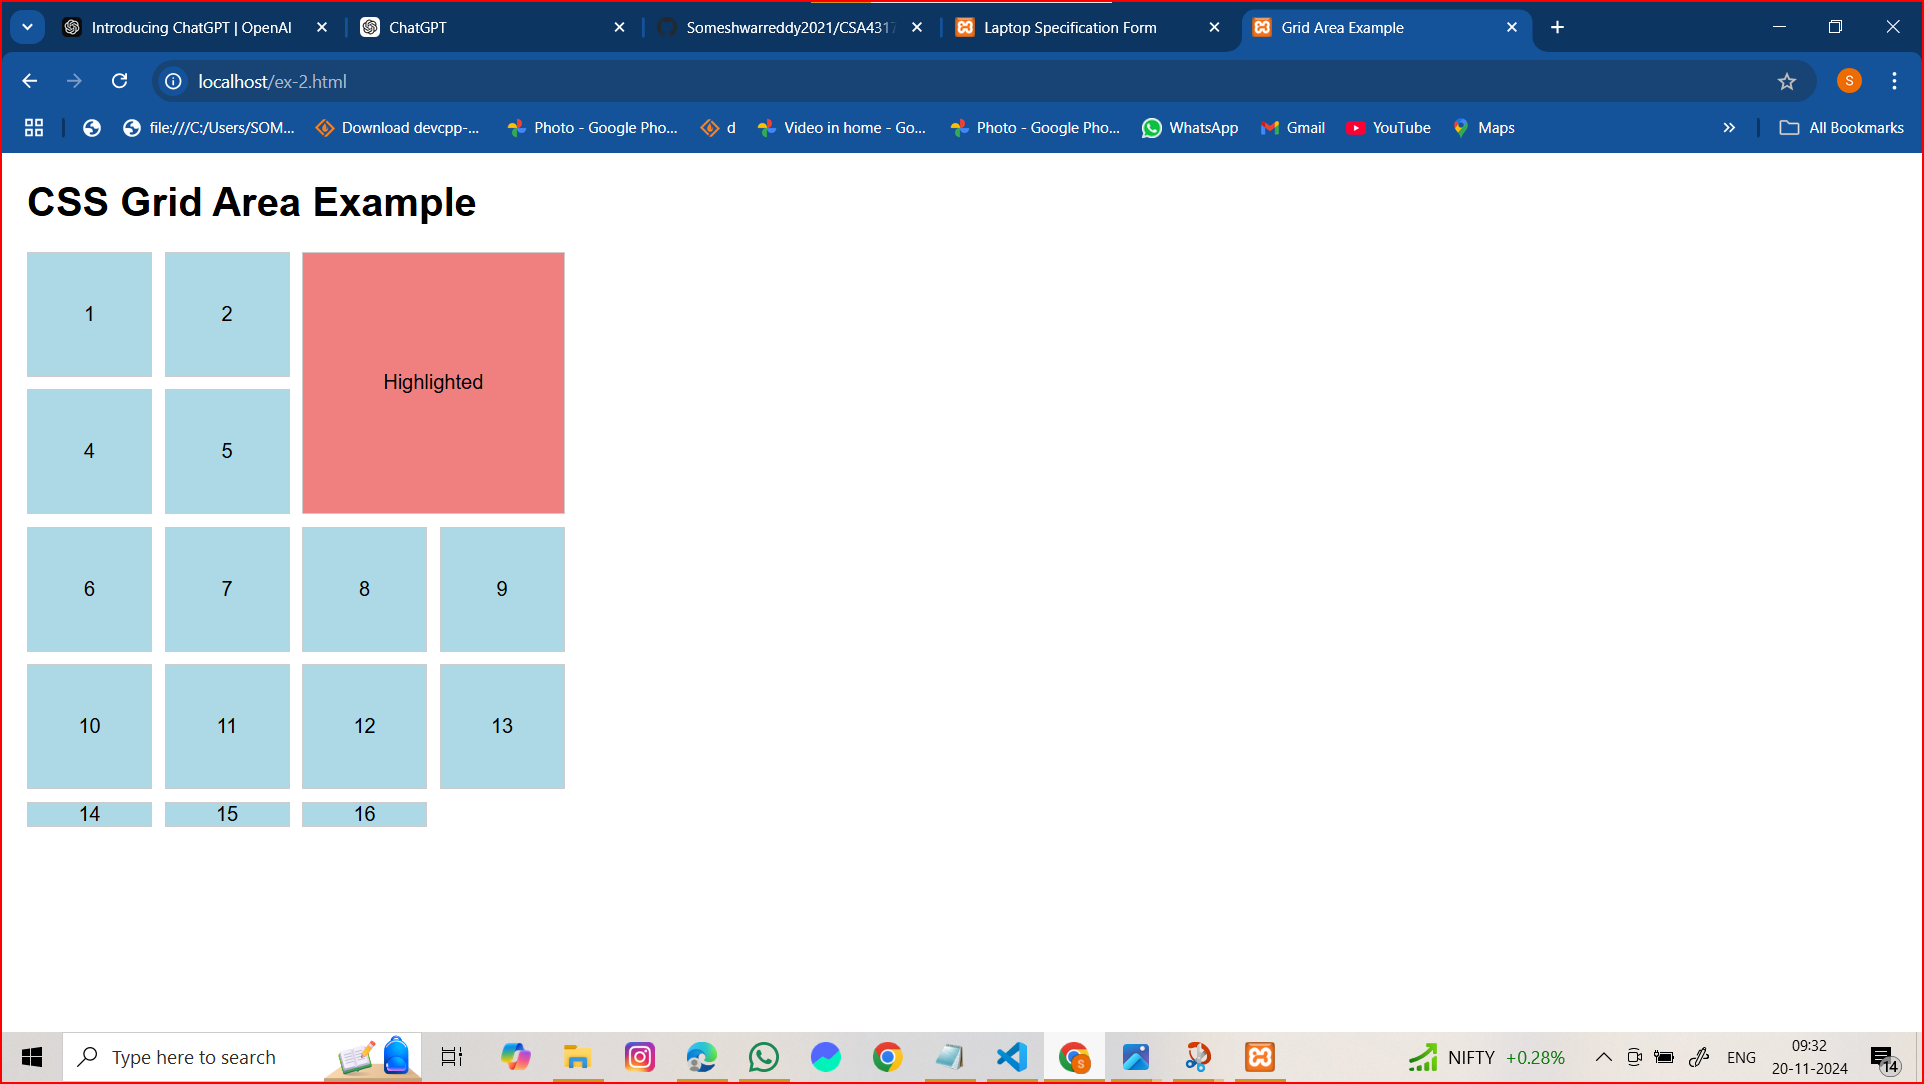 Introducing ChatGPT | OpenAI
ChatGPT
Someshwarreddy2021/CSA4317
Laptop Specification Form
Grid Area Example
localhost/ex-2.html
S
file:///C:/Users/SOM...
Download devcpp-...
Photo - Google Pho...
d
Video in home - Go...
Photo - Google Pho...
WhatsApp
Gmail
YouTube
Maps
All Bookmarks
CSS Grid Area Example
1
2
Highlighted
4
5
6
7
8
9
10
11
12
13
14
15
16
Type here to search
NIFTY +0.28%
ENG
09:32
20-11-2024
14